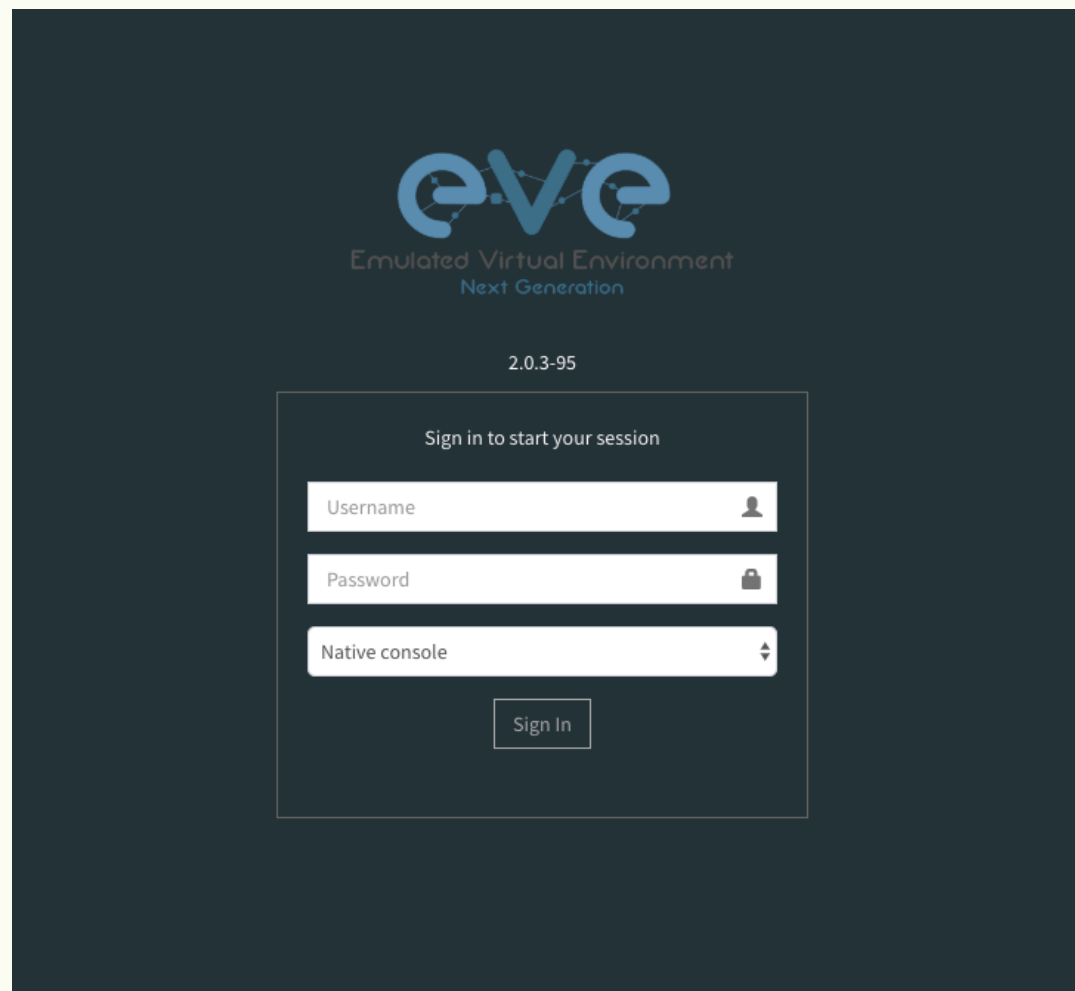 eve
Emulated Virtual Environment
Next Generation
2.0.3-95
Sign in to start your session
Username
Password
Native console
Sign In